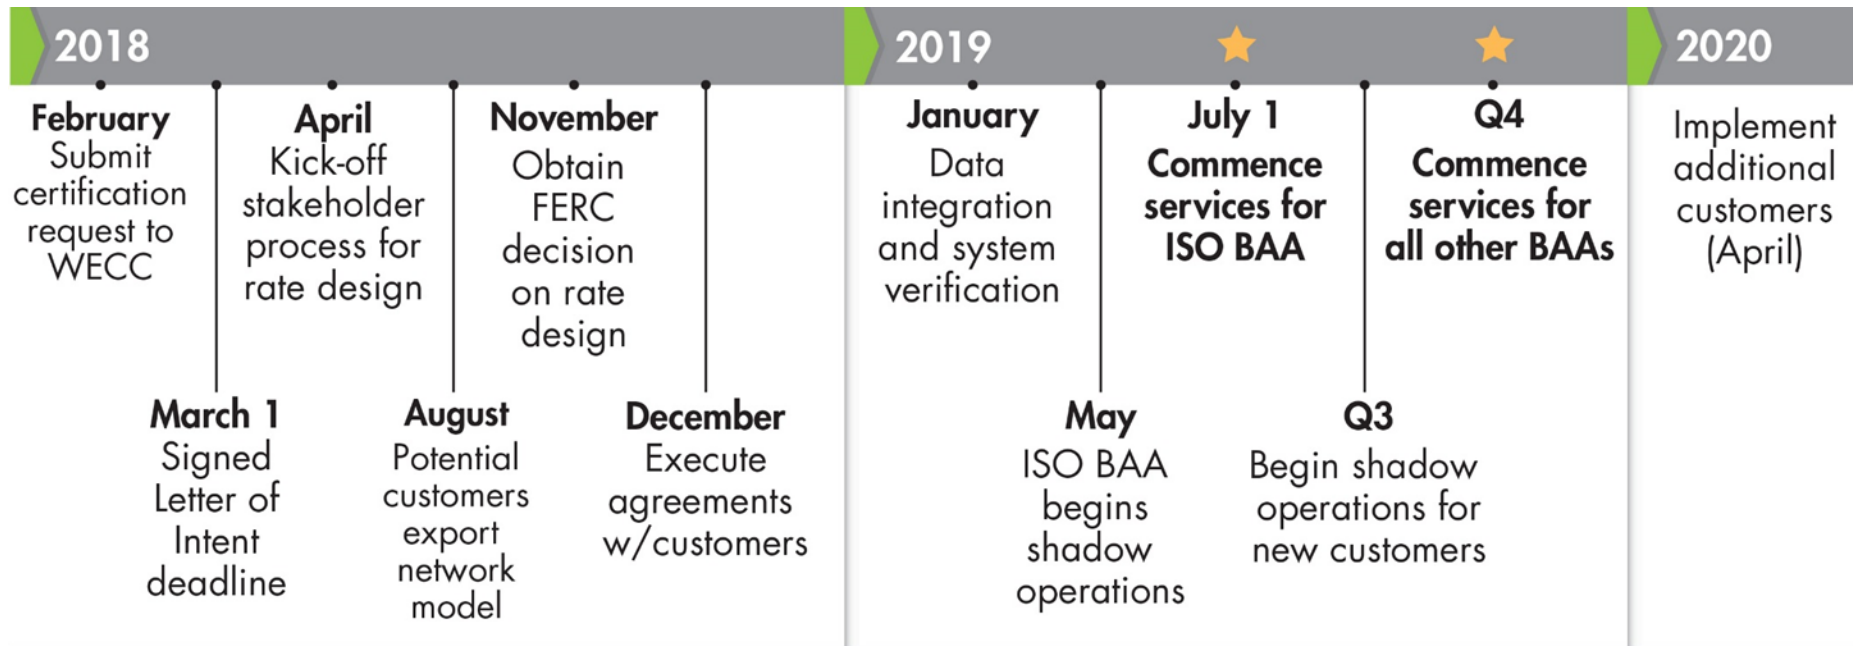 2018
February
Submit
certification
request to
WECC
March 1
Signed
Letter of
Intent
deadline
April
Kick-off
stakeholder
process for
rate design
August
Potential
customers
export
network
model
November
Obtain
FERC
decision
on rate
design
December
Execute
agreements
w/customers
2019
January
Data
integration
and system
verification
May
ISO BAA
begins
shadow
operations
July 1
Commence
services for
ISO BAA
Q3
Begin shadow
operations for
new customers
Q4
Commence
services for
all other BAAs
2020
Implement
additional
customers
(April)